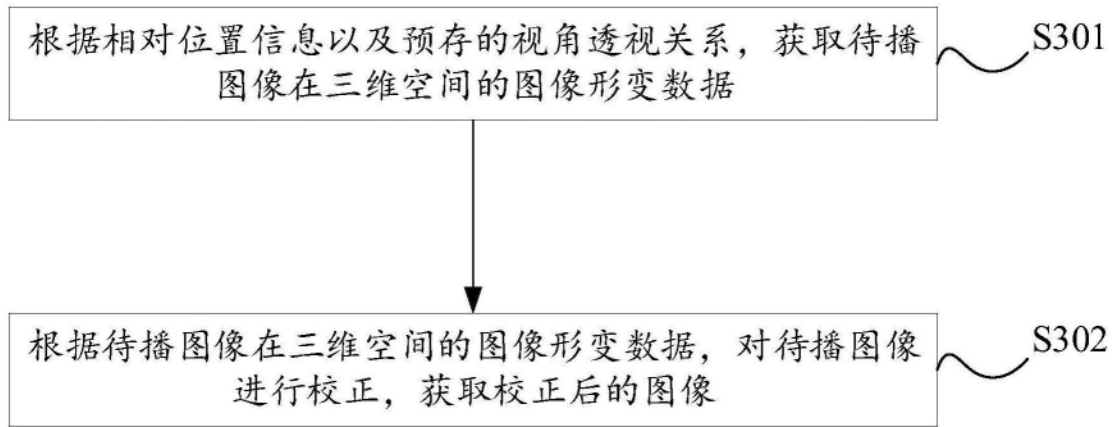 根据相对位置信息以及预存的视角透视关系，获取待播
图像在三维空间的图像形变数据
S301
根据待播图像在三维空间的图像形变数据，对待播图像
进行校正，获取校正后的图像
S302